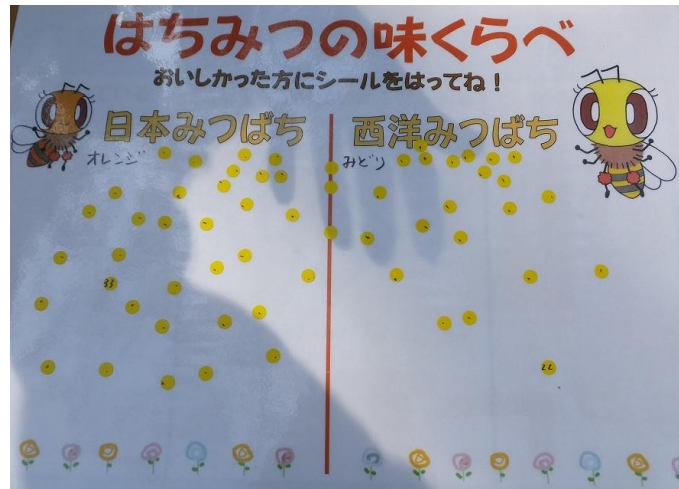 はちみつの味くらべ
おいしかった方にシールをはってね!
日本みつばち
西洋みつばち
オレンジ
みどり
33
22